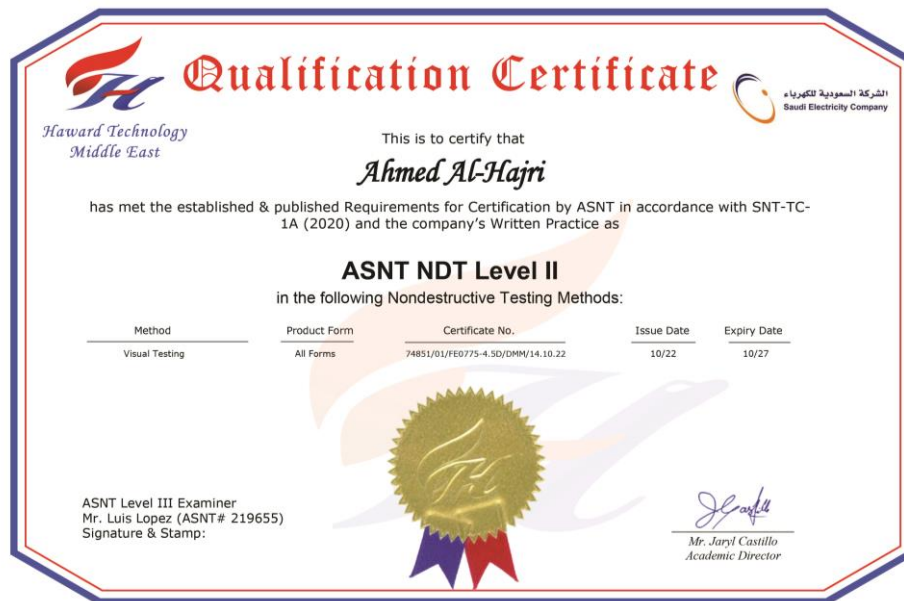 Qualification Certificate
Haward Technology
Middle East
الشركة السعودية للكهرباء
Saudi Electricity Company
This is to certify that
Ahmed Al-Hajri
has met the established & published Requirements for Certification by ASNT in accordance with SNT-TC-
1A (2020) and the company's Written Practice as
ASNT NDT Level II
in the following Nondestructive Testing Methods:
Method Product Form Certificate No. Issue Date Expiry Date
Visual Testing All Forms 74851/01/FE0775-4.5D/DMM/14.10.22 10/22 10/27
ASNT Level III Examiner
Mr. Luis Lopez (ASNT# 219655)
Signature & Stamp:
Mr. Jaryl Castillo
Academic Director